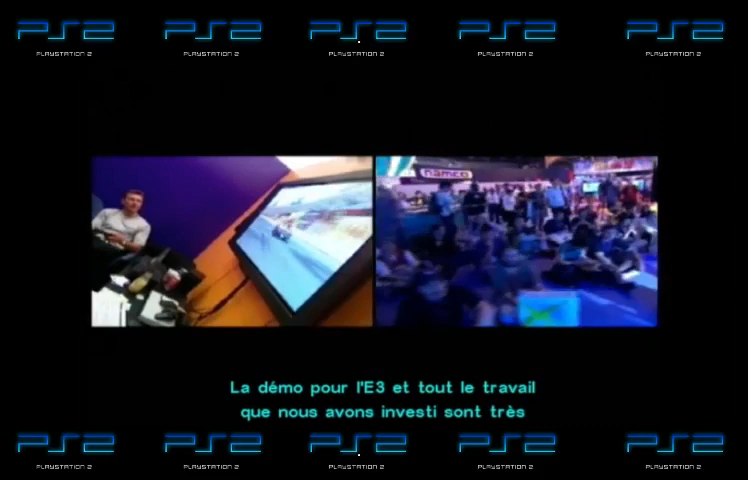 PS2 PS2 PS2 PS2 PS2
PLAYSTATION 2 PLAYSTATION 2 PLAYSTATION 2 PLAYSTATION 2 PLAYSTATION 2
namco
La démo pour l'E3 et tout le travail
que nous avons investi sont très
PS2 PS2 PS2 PS2 PS2
PLAYSTATION 2 PLAYSTATION 2 PLAYSTATION 2 PLAYSTATION 2 PLAYSTATION 2